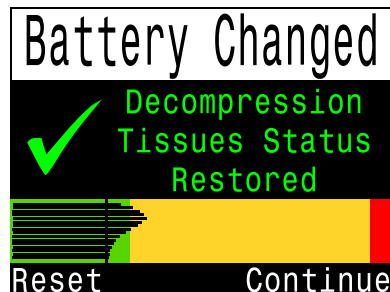 Battery Changed
Decompression
Tissues Status
Restored
Reset Continue